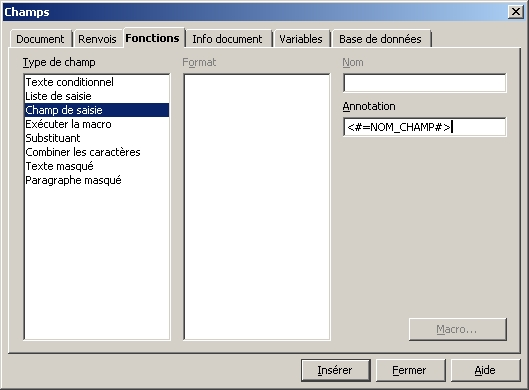 Champs
Document Renvois Fonctions Info document Variables Base de données
Type de champ
Texte conditionnel
Liste de saisie
Champ de saisie
Exécuter la macro
Substituant
Combiner les caractères
Texte masqué
Paragraphe masqué
Format
Nom
Annotation
<#=NOM_CHAMP#>
Macro...
Insérer Fermer Aide